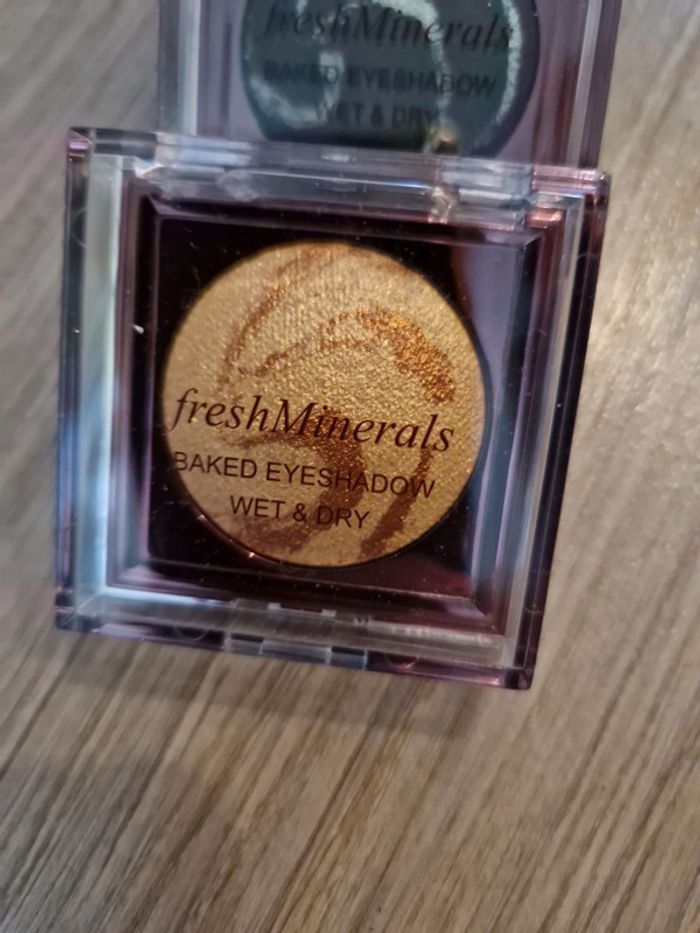 freshMinerals
BAKED EYESHADOW
WET & DRY
freshMinerals
BAKED EYESHADOW
WET & DRY